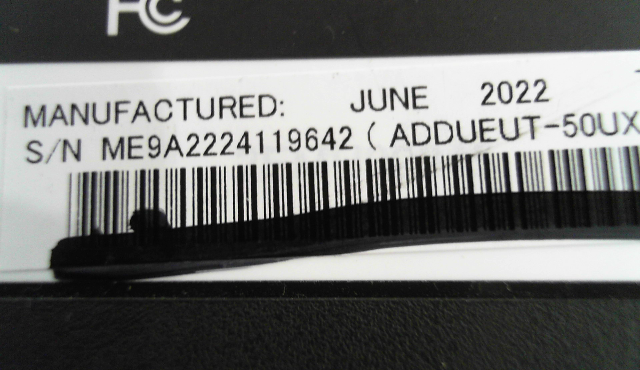 FC
MANUFACTURED: JUNE 2022
S/N ME9A2224119642 ( ADDUEUT-50UX